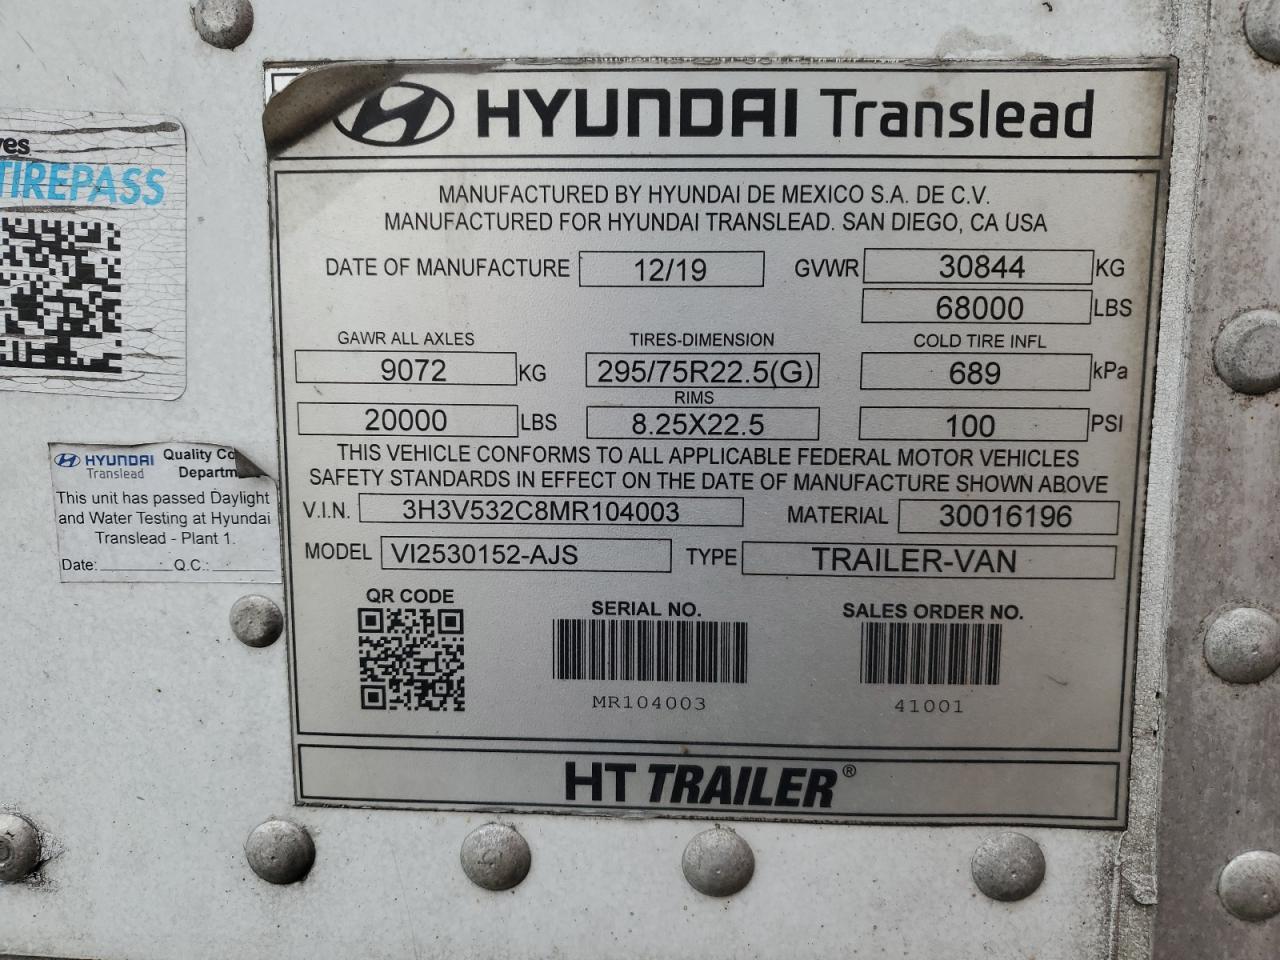 HYUNDAI Translead
MANUFACTURED BY HYUNDAI DE MEXICO S.A. DE C.V.
MANUFACTURED FOR HYUNDAI TRANSLEAD. SAN DIEGO, CA USA
DATE OF MANUFACTURE 12/19 GVWR 30844 KG
68000 LBS
GAWR ALL AXLES TIRES-DIMENSION COLD TIRE INFL
9072 KG 295/75R22.5(G) 689 kPa
RIMS
20000 LBS 8.25X22.5 100 PSI
THIS VEHICLE CONFORMS TO ALL APPLICABLE FEDERAL MOTOR VEHICLES
SAFETY STANDARDS IN EFFECT ON THE DATE OF MANUFACTURE SHOWN ABOVE
V.I.N. 3H3V532C8MR104003 MATERIAL 30016196
MODEL VI2530152-AJS TYPE TRAILER-VAN
QR CODE SERIAL NO. SALES ORDER NO.
MR104003 41001
HT TRAILER®
TIREPASS
HYUNDAI Translead Quality
This unit has passed Daylight
and Water Testing at Hyundai
Translead - Plant 1.
Date: Q.C.: